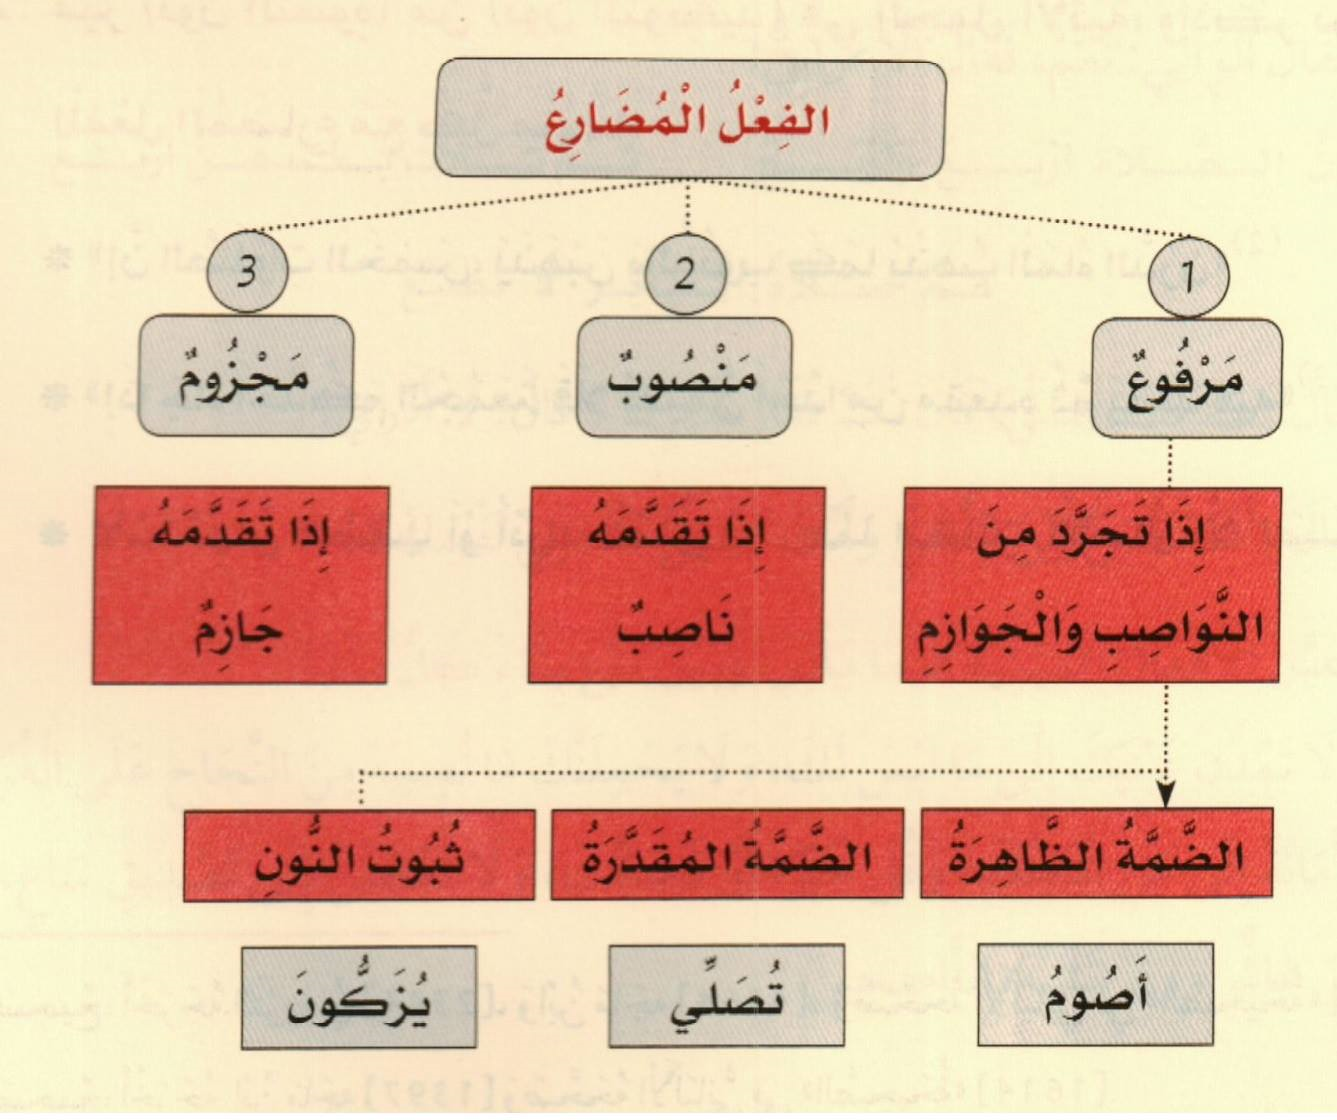 الفِعْلُ الْمُضَارِعُ
1
2
3
مَرْفُوعٌ
مَنْصُوبٌ
مَجْزُومٌ
إِذَا تَجَرَّدَ مِنَ
النَّوَاصِبِ وَالْجَوَازِمِ
إِذَا تَقَدَّمَهُ
نَاصِبٌ
إِذَا تَقَدَّمَهُ
جَازِمٌ
الضَّمَّةُ الظَّاهِرَةُ
الضَّمَّةُ المُقَدَّرَةُ
ثُبُوتُ النُّونِ
أَصُومُ
تُصَلِّي
يُزَكُّونَ